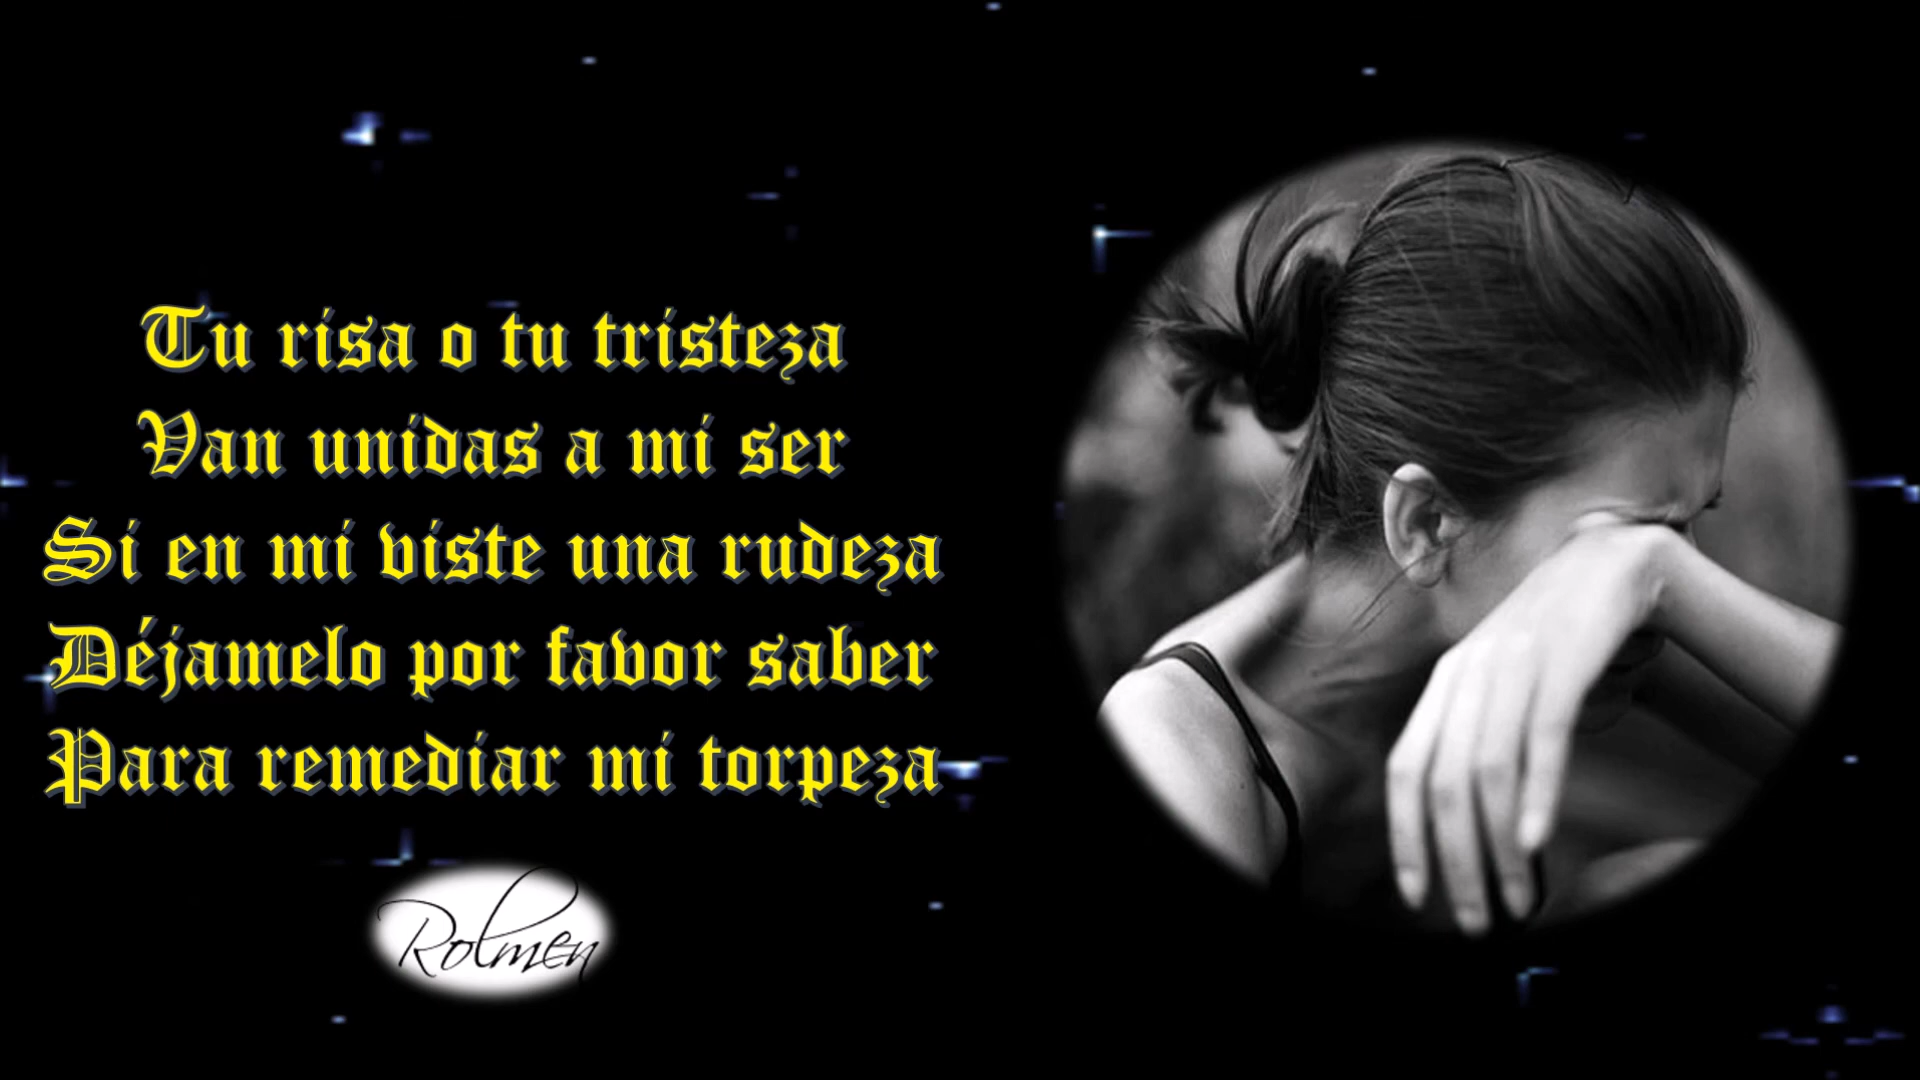 Tu risa o tu tristeza
Van unidas a mi ser
Si en mi viste una rudeza
Déjamelo por favor saber
Para remediar mi torpeza
Rolmen